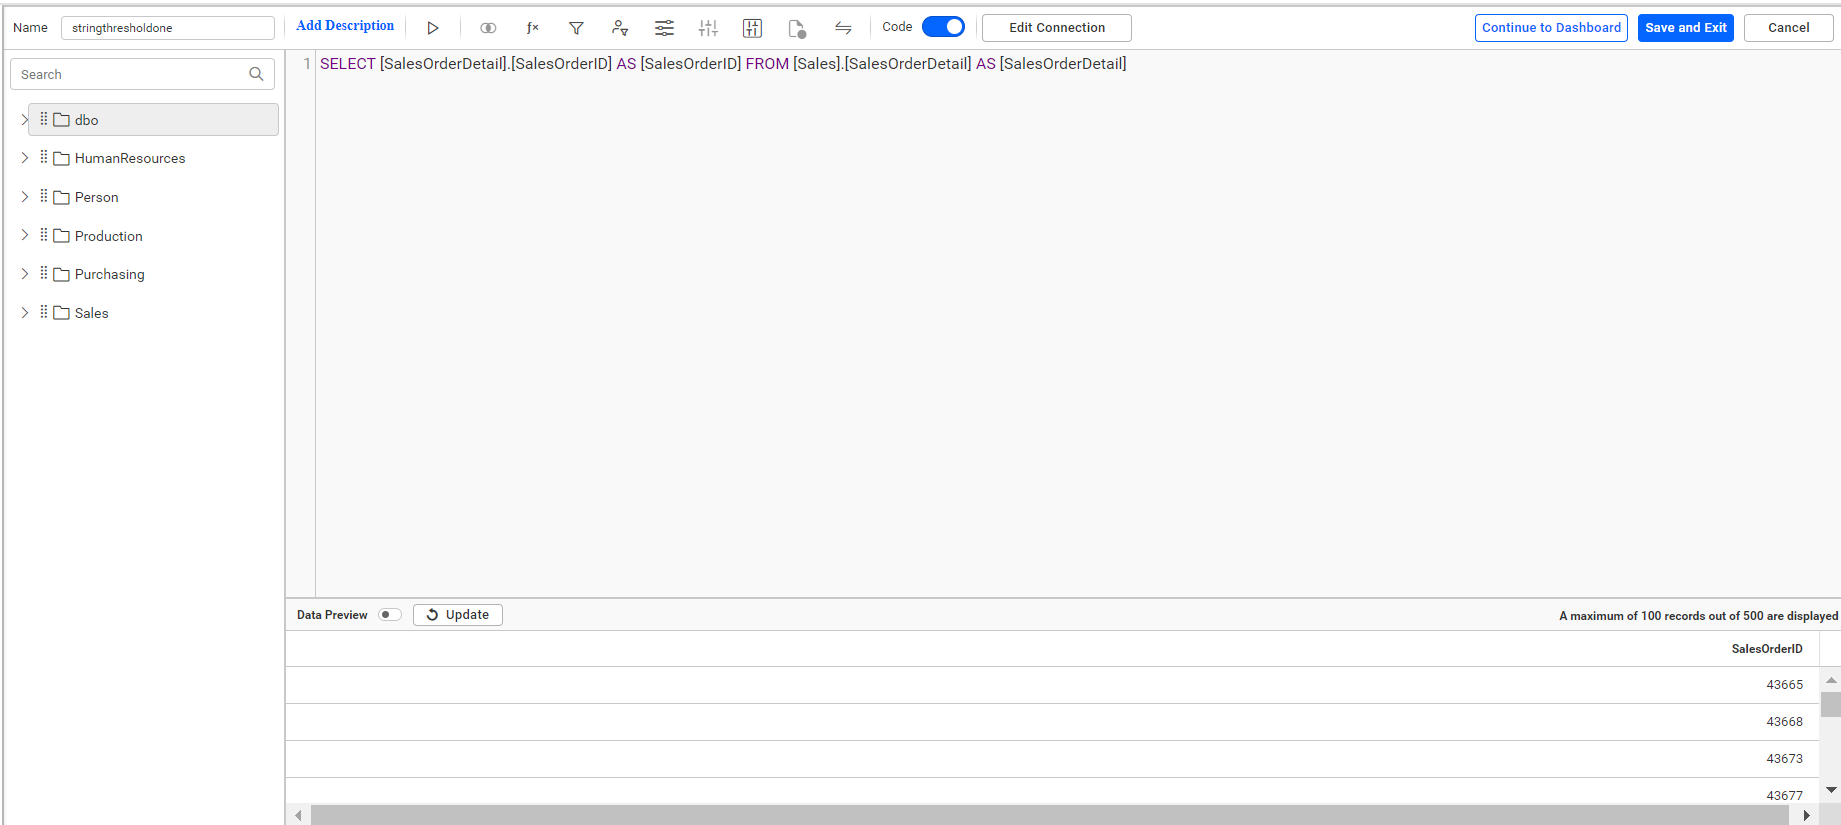 Name stringthresholdone Add Description fx Code Edit Connection Continue to Dashboard Save and Exit Cancel
Search
1 SELECT [SalesOrderDetail].[SalesOrderID] AS [SalesOrderID] FROM [Sales].[SalesOrderDetail] AS [SalesOrderDetail]
dbo
HumanResources
Person
Production
Purchasing
Sales
Data Preview Update A maximum of 100 records out of 500 are displayed
SalesOrderID
43665
43668
43673
43677